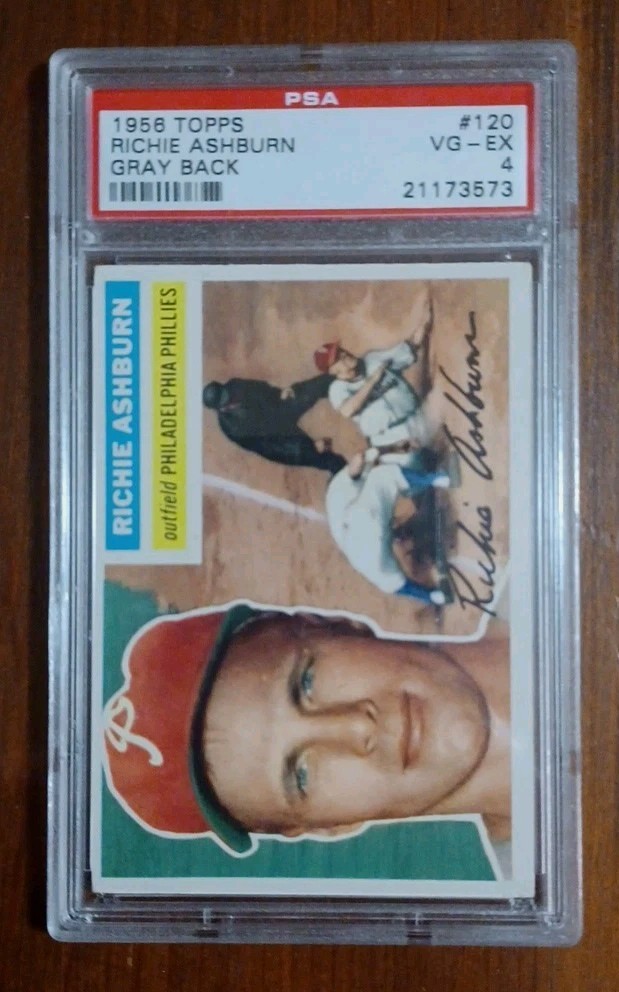 PSA
1956 TOPPS #120
RICHIE ASHBURN VG - EX
GRAY BACK 4
21173573
RICHIE ASHBURN
outfield PHILADELPHIA PHILLIES
Richie Ashburn
P